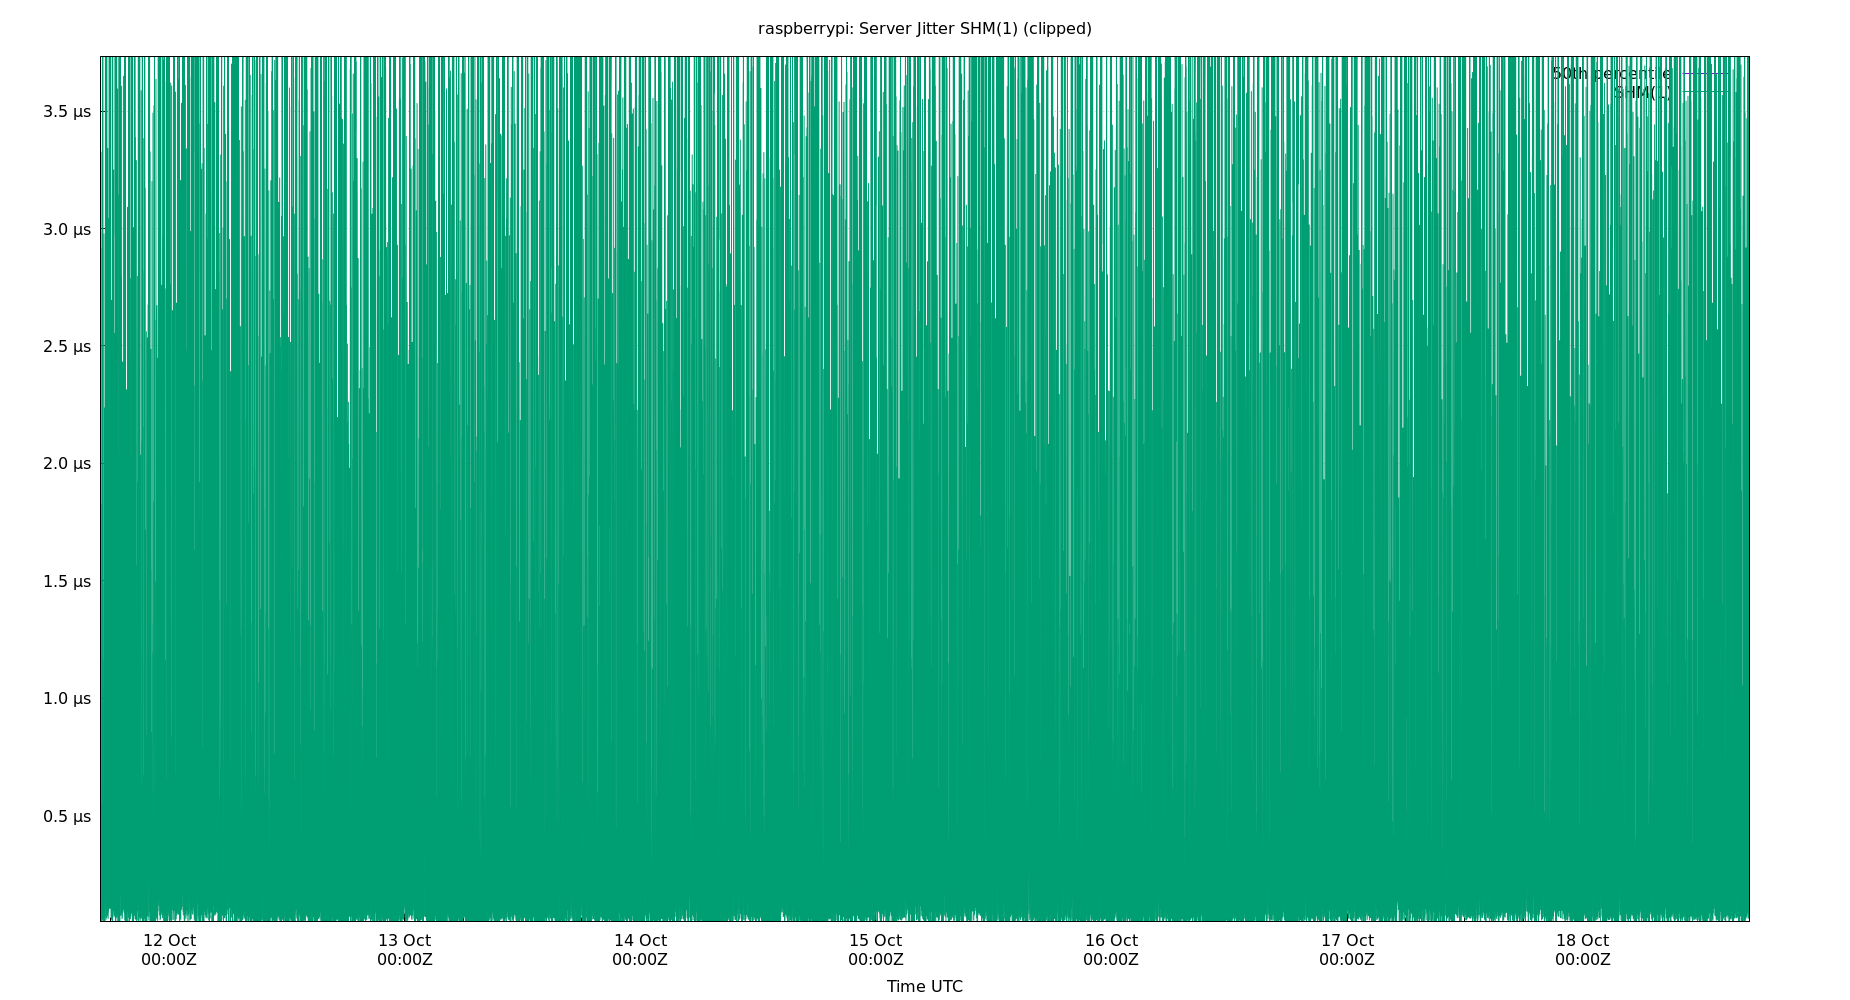 raspberrypi: Server Jitter SHM(1) (clipped)
50th percentile
SHM(1)
3.5 μs
3.0 μs
2.5 μs
2.0 μs
1.5 μs
1.0 μs
0.5 μs
12 Oct 13 Oct 14 Oct 15 Oct 16 Oct 17 Oct 18 Oct
00:00Z 00:00Z 00:00Z 00:00Z 00:00Z 00:00Z 00:00Z
Time UTC